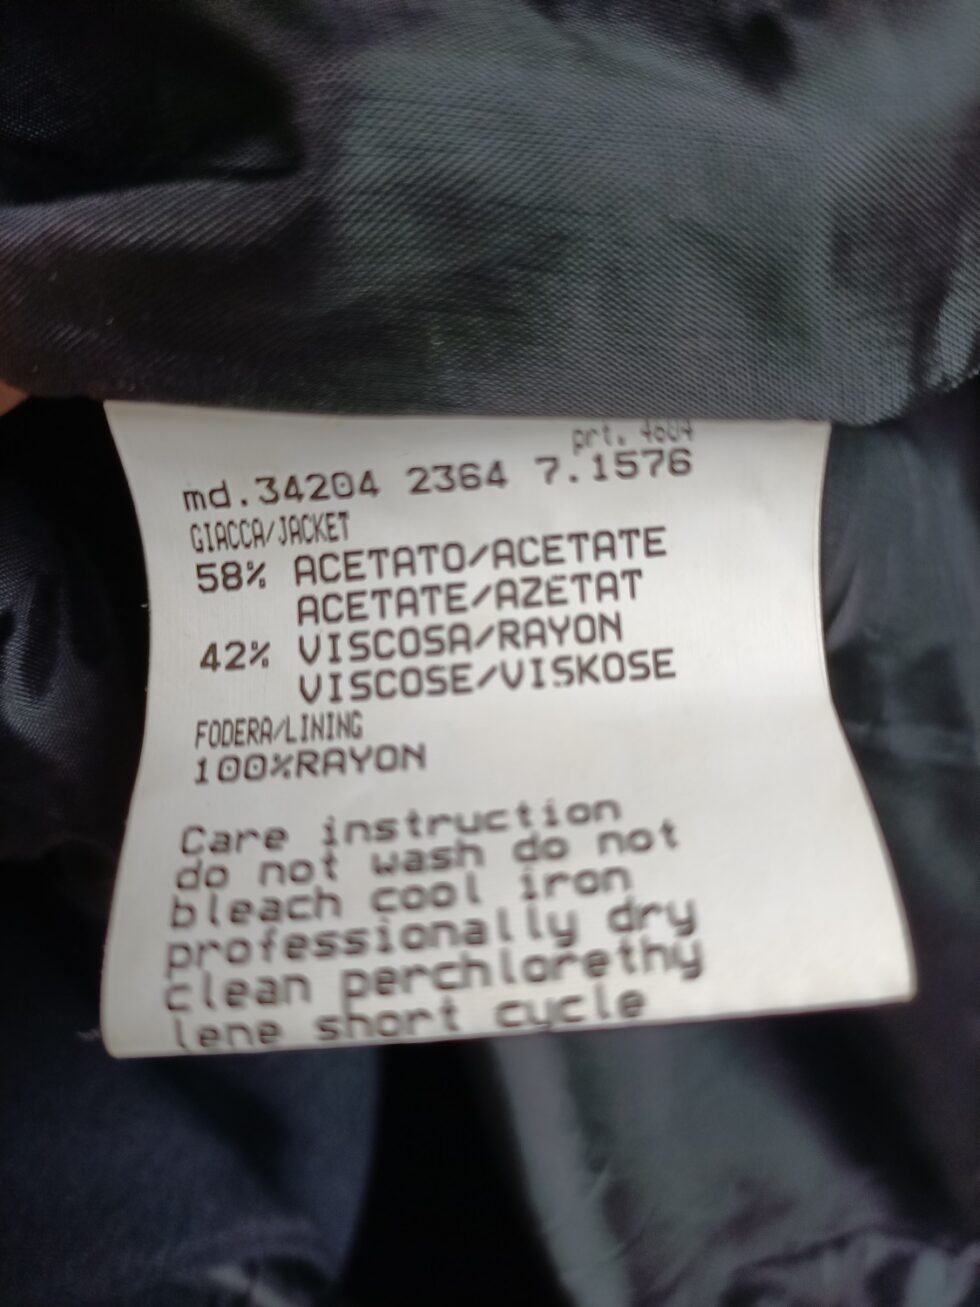 prt. 4604
md.34204 2364 7.1576
GIACCA/JACKET
58% ACETATO/ACETATE
ACETATE/AZETAT
42% VISCOSA/RAYON
VISCOSE/VISKOSE
FODERA/LINING
100%RAYON
Care instruction
do not wash do not
bleach cool iron
professionally dry
clean perchlorethy
lene short cycle